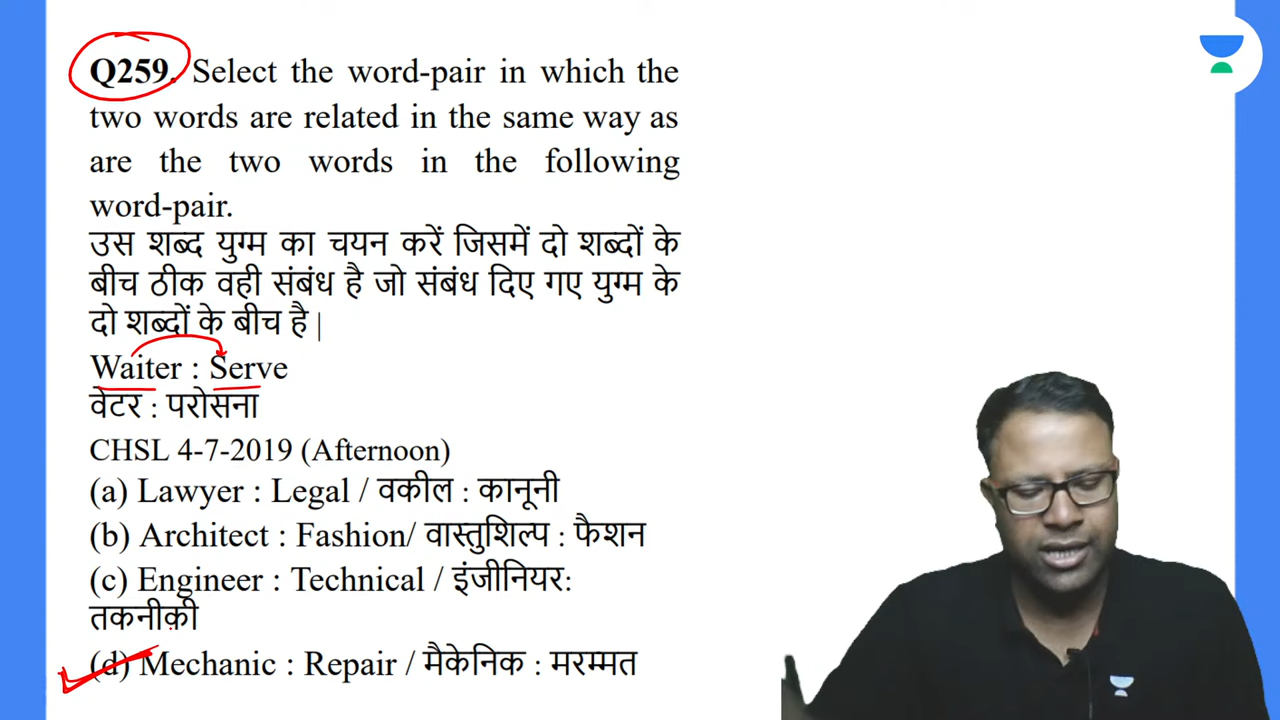 Q259. Select the word-pair in which the
two words are related in the same way as
are the two words in the following
word-pair.
उस शब्द युग्म का चयन करें जिसमें दो शब्दों के
बीच ठीक वही संबंध है जो संबंध दिए गए युग्म के
दो शब्दों के बीच है |
Waiter : Serve
वेटर : परोसना
CHSL 4-7-2019 (Afternoon)
(a) Lawyer : Legal / वकील : कानूनी
(b) Architect : Fashion/ वास्तुशिल्प : फैशन
(c) Engineer : Technical / इंजीनियर:
तकनीकी
(d) Mechanic : Repair / मैकेनिक : मरम्मत